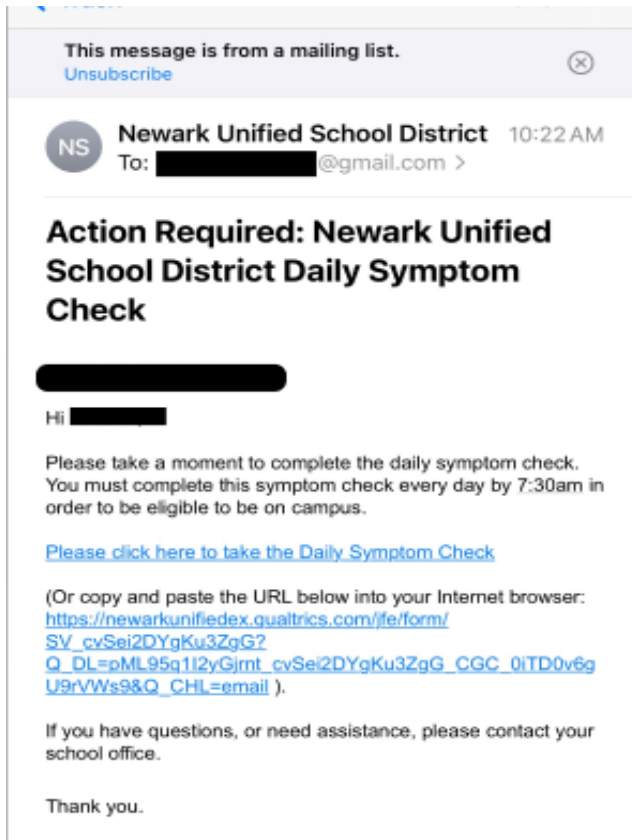 This message is from a mailing list.
Unsubscribe
NS
Newark Unified School District 10:22 AM
To: @gmail.com >
Action Required: Newark Unified
School District Daily Symptom
Check
Hi
Please take a moment to complete the daily symptom check.
You must complete this symptom check every day by 7:30am in
order to be eligible to be on campus.
Please click here to take the Daily Symptom Check
(Or copy and paste the URL below into your Internet browser:
https://newarkunifiedex.qualtrics.com/jfe/form/
SV_cvSei2DYgKu3ZgG?
Q_DL=pML95q1I2yGjrnt_cvSei2DYgKu3ZgG_CGC_0iTD0v6g
U9rVWs9&Q_CHL=email ).
If you have questions, or need assistance, please contact your
school office.
Thank you.